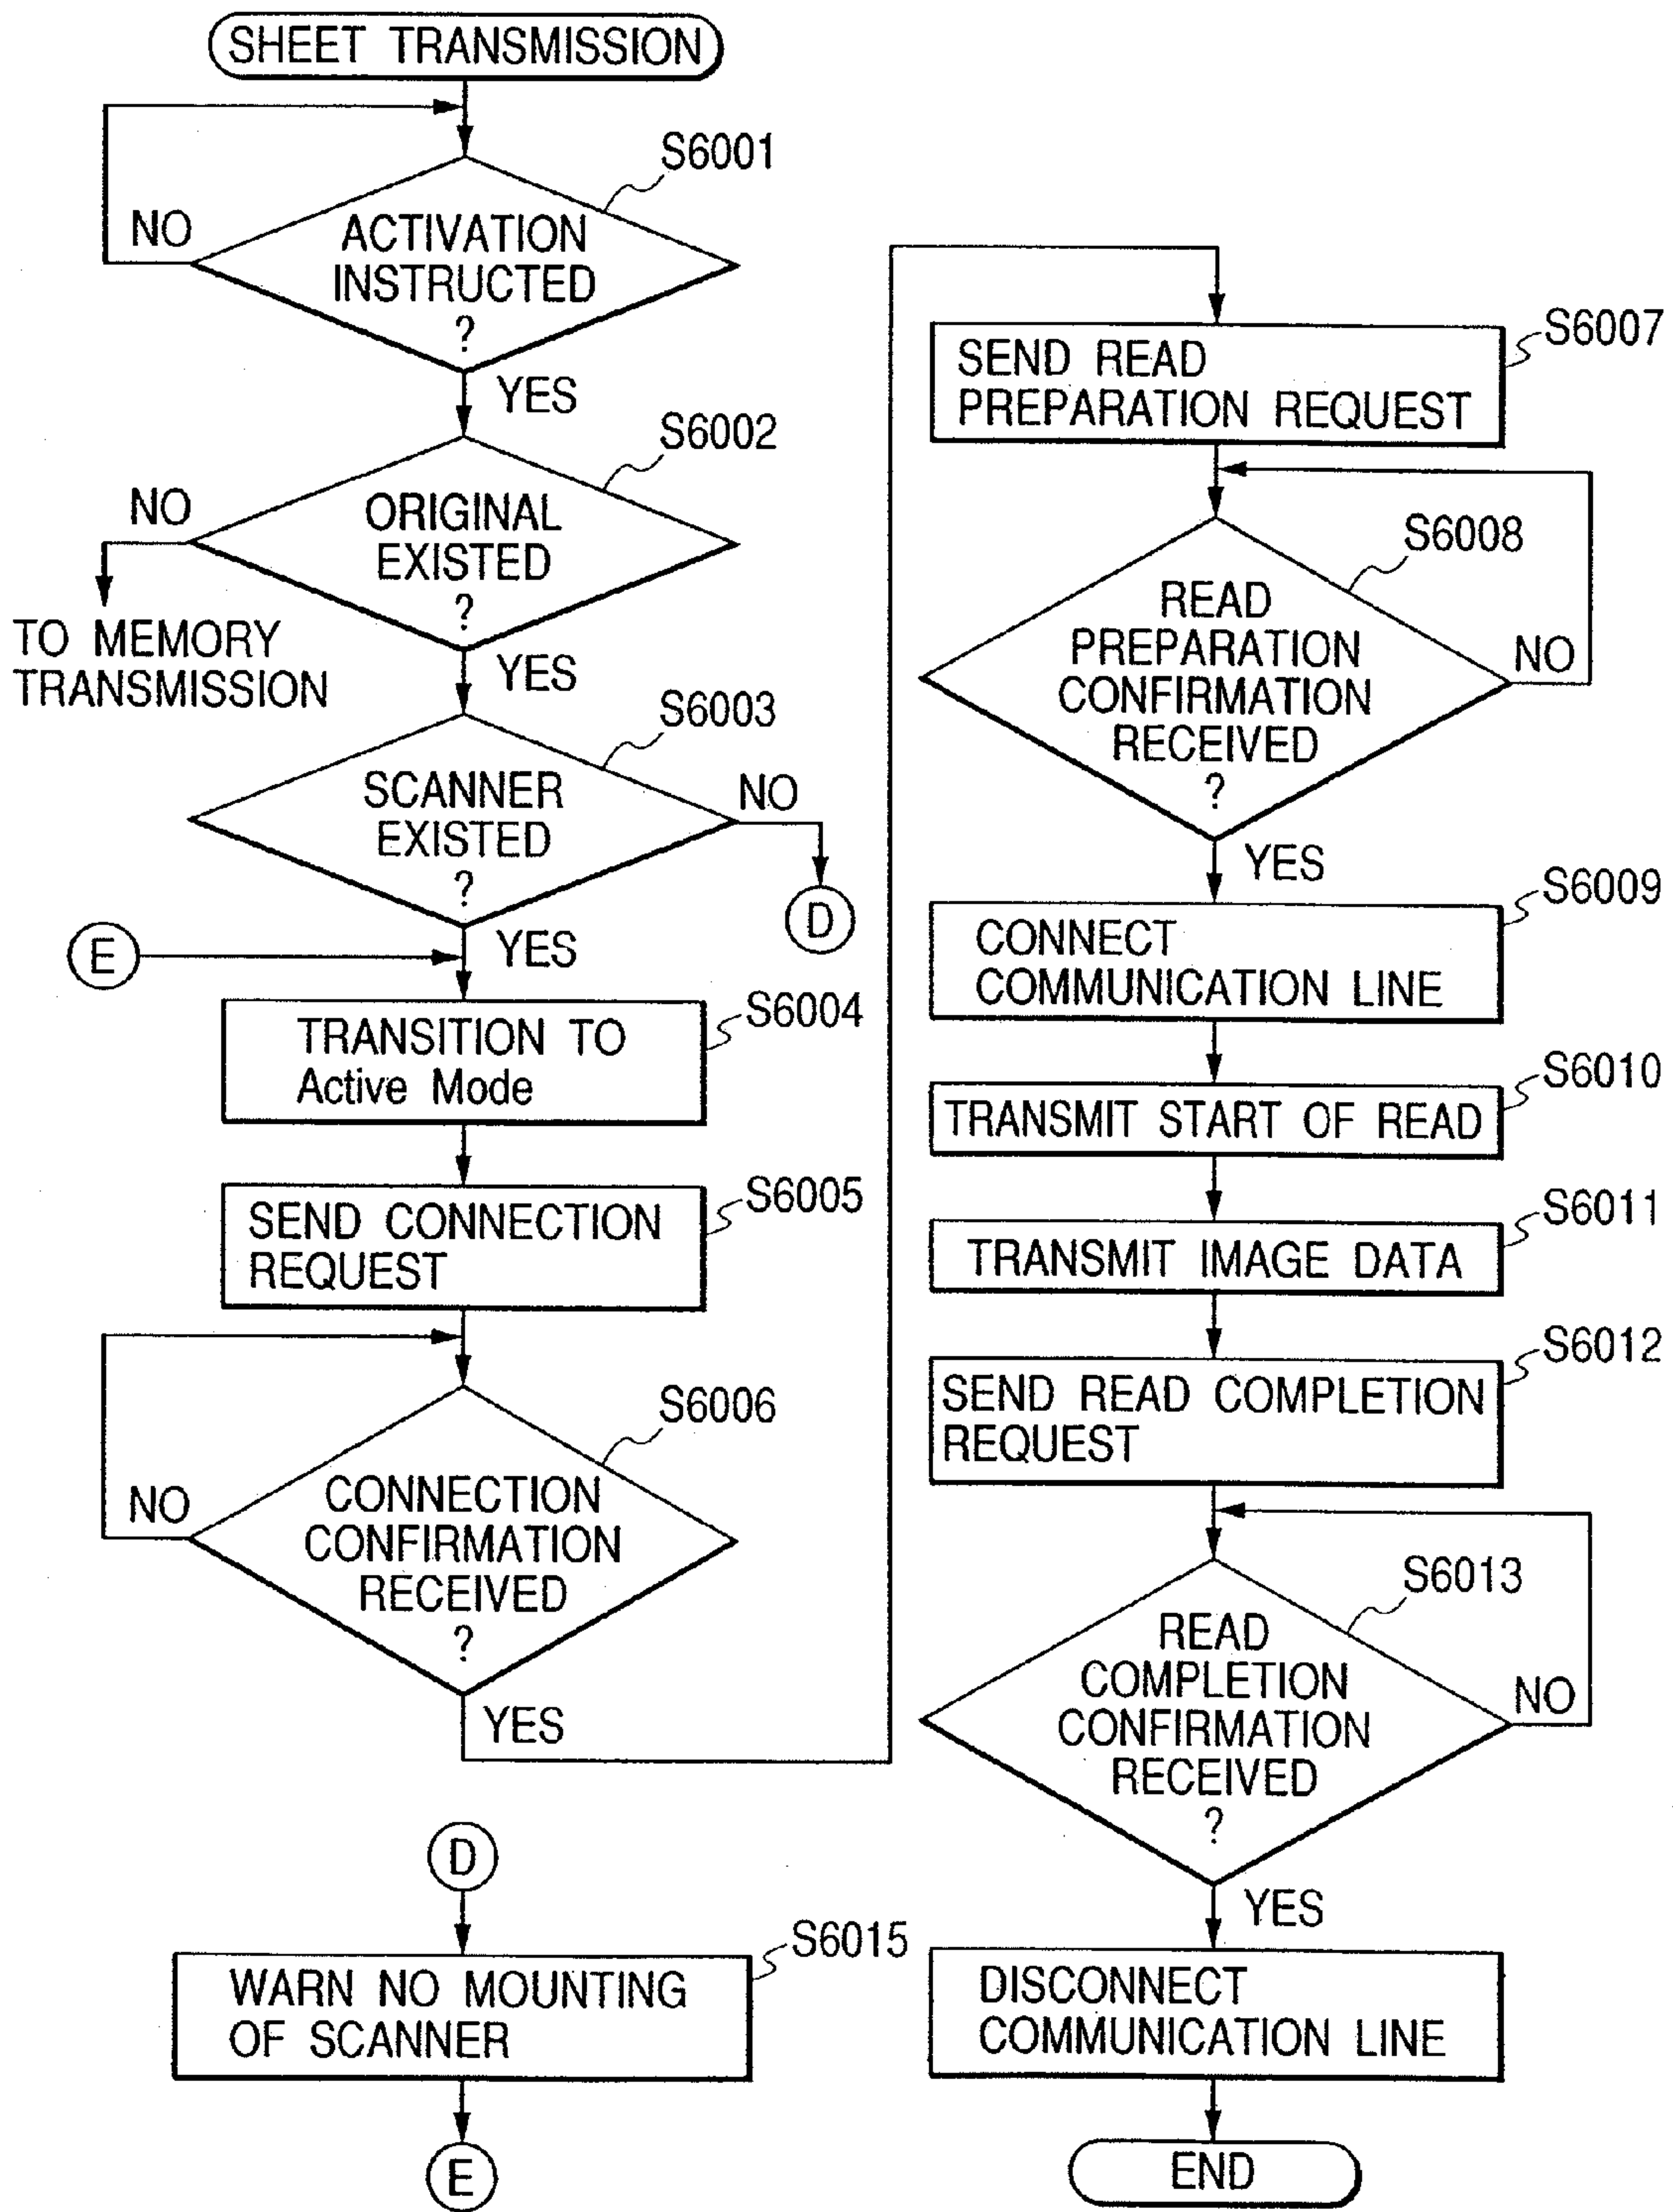 SHEET TRANSMISSION
S6001
NO
ACTIVATION
INSTRUCTED
?
YES
S6002
NO
ORIGINAL
EXISTED
?
TO MEMORY
TRANSMISSION
YES
S6003
SCANNER
EXISTED
?
NO
D
E
YES
S6004
TRANSITION TO
Active Mode
S6005
SEND CONNECTION
REQUEST
S6006
NO
CONNECTION
CONFIRMATION
RECEIVED
?
YES
D
S6015
WARN NO MOUNTING
OF SCANNER
E
S6007
SEND READ
PREPARATION REQUEST
S6008
READ
PREPARATION
CONFIRMATION
RECEIVED
?
NO
YES
S6009
CONNECT
COMMUNICATION LINE
S6010
TRANSMIT START OF READ
S6011
TRANSMIT IMAGE DATA
S6012
SEND READ COMPLETION
REQUEST
S6013
READ
COMPLETION
CONFIRMATION
RECEIVED
?
NO
YES
DISCONNECT
COMMUNICATION LINE
END